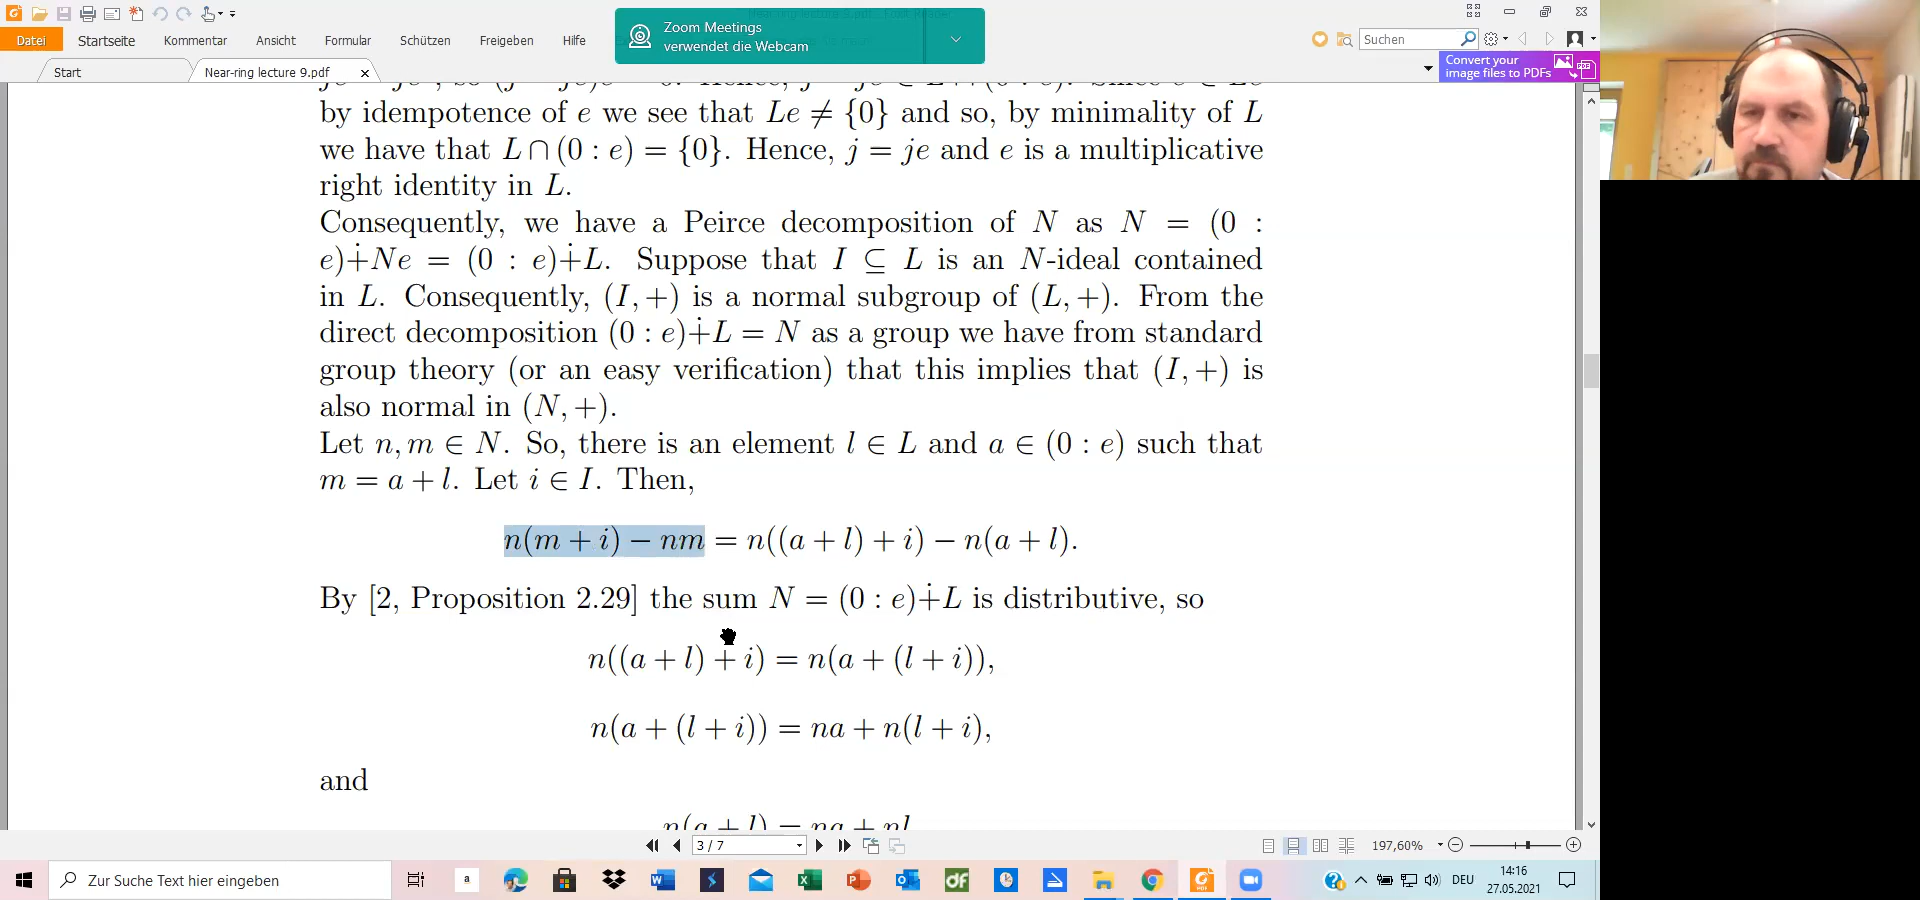 Zoom Meetings
verwendet die Webcam
Datei Startseite Kommentar Ansicht Formular Schützen Freigeben Hilfe
Suchen
Convert your
image files to PDFs
Start Near-ring lecture 9.pdf
by idempotence of e we see that Le ≠ {0} and so, by minimality of L
we have that L ∩ (0 : e) = {0}. Hence, j = je and e is a multiplicative
right identity in L.
Consequently, we have a Peirce decomposition of N as N = (0 :
e)∔Ne = (0 : e)∔L. Suppose that I ⊆ L is an N-ideal contained
in L. Consequently, (I, +) is a normal subgroup of (L, +). From the
direct decomposition (0 : e)∔L = N as a group we have from standard
group theory (or an easy verification) that this implies that (I, +) is
also normal in (N, +).
Let n, m ∈ N. So, there is an element l ∈ L and a ∈ (0 : e) such that
m = a + l. Let i ∈ I. Then,
n(m + i) − nm = n((a + l) + i) − n(a + l).
By [2, Proposition 2.29] the sum N = (0 : e)∔L is distributive, so
n((a + l) + i) = n(a + (l + i)),
n(a + (l + i)) = na + n(l + i),
and
n(a + l) = na + nl
3 / 7
197,60%
Zur Suche Text hier eingeben
DEU
14:16
27.05.2021